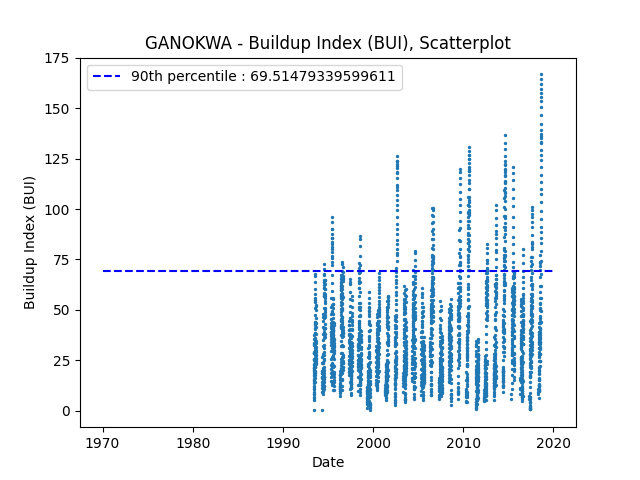 GANOKWA - Buildup Index (BUI), Scatterplot
90th percentile : 69.51479339599611
Buildup Index (BUI)
175
150
125
100
75
50
25
0
1970 1980 1990 2000 2010 2020
Date